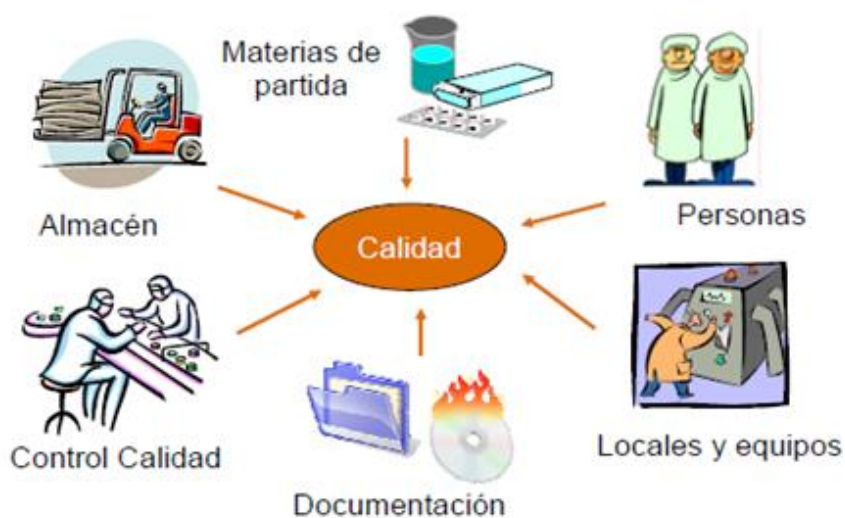 Materias de
partida
Almacén
Personas
Calidad
Control Calidad
Locales y equipos
Documentación